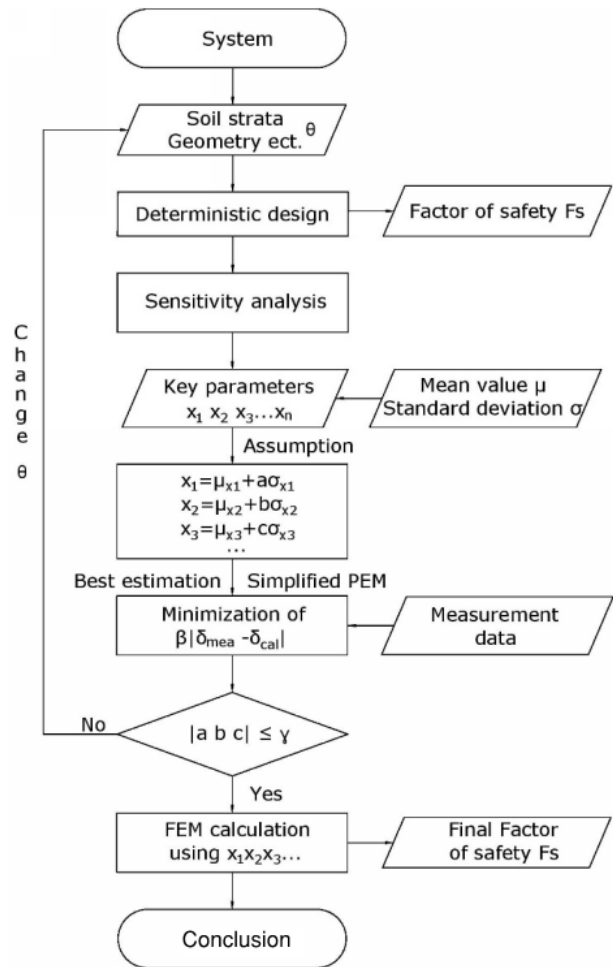 System
Soil strata
Geometry ect. θ
Deterministic design
Factor of safety Fs
Sensitivity analysis
Key parameters
x₁ x₂ x₃...xₙ
Mean value μ
Standard deviation σ
Assumption
x₁=μₓ₁+aσₓ₁
x₂=μₓ₂+bσₓ₂
x₃=μₓ₃+cσₓ₃
...
Best estimation
Simplified PEM
Minimization of
β|δmea -δcal|
Measurement
data
|a b c| ≤ γ
No
Change θ
Yes
FEM calculation
using x₁x₂x₃...
Final Factor
of safety Fs
Conclusion